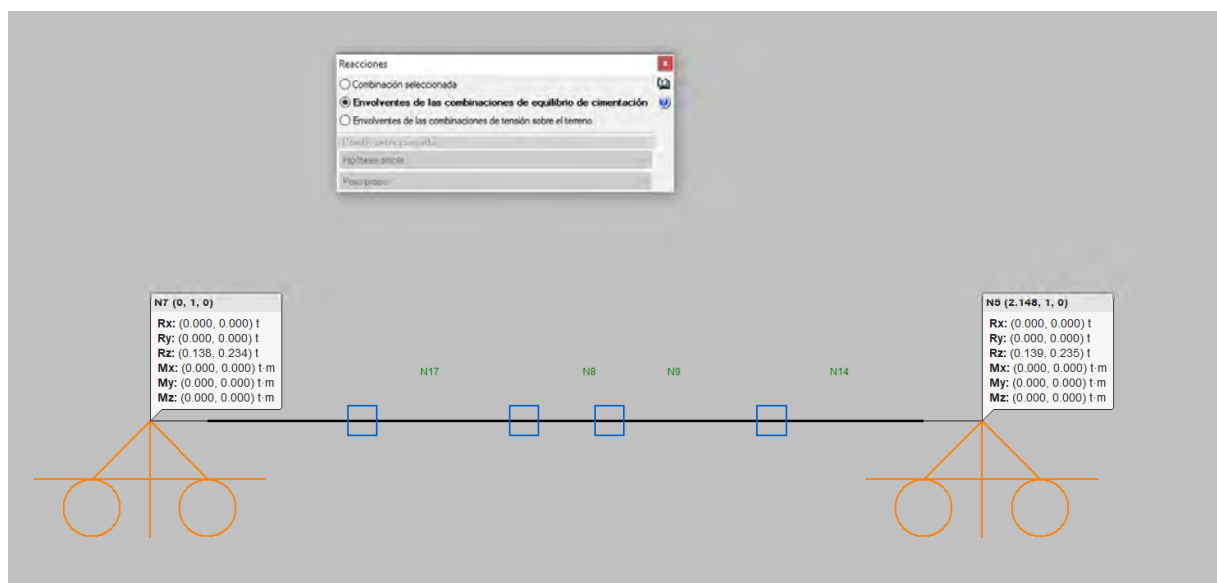 Reacciones
Combinación seleccionada
Envolventes de las combinaciones de equilibrio de cimentación
Envolventes de las combinaciones de tensión sobre el terreno
Hipótesis simple
Peso propio
N7 (0, 1, 0)
Rx: (0.000, 0.000) t
Ry: (0.000, 0.000) t
Rz: (0.138, 0.234) t
Mx: (0.000, 0.000) t·m
My: (0.000, 0.000) t·m
Mz: (0.000, 0.000) t·m
N17
N8
N9
N14
N5 (2.148, 1, 0)
Rx: (0.000, 0.000) t
Ry: (0.000, 0.000) t
Rz: (0.139, 0.235) t
Mx: (0.000, 0.000) t·m
My: (0.000, 0.000) t·m
Mz: (0.000, 0.000) t·m